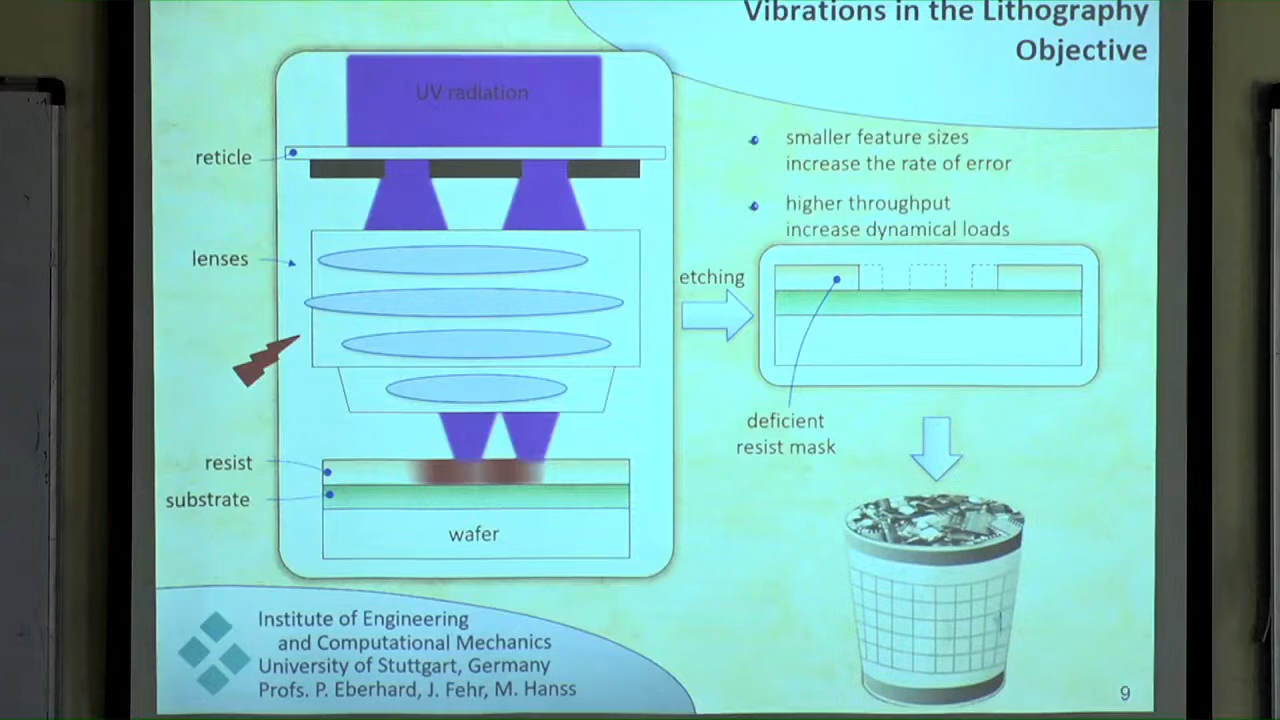 Vibrations in the Lithography
Objective
UV radiation
reticle
lenses
resist
substrate
wafer
etching
smaller feature sizes
increase the rate of error
higher throughput
increase dynamical loads
deficient
resist mask
Institute of Engineering
and Computational Mechanics
University of Stuttgart, Germany
Profs. P. Eberhard, J. Fehr, M. Hanss
9